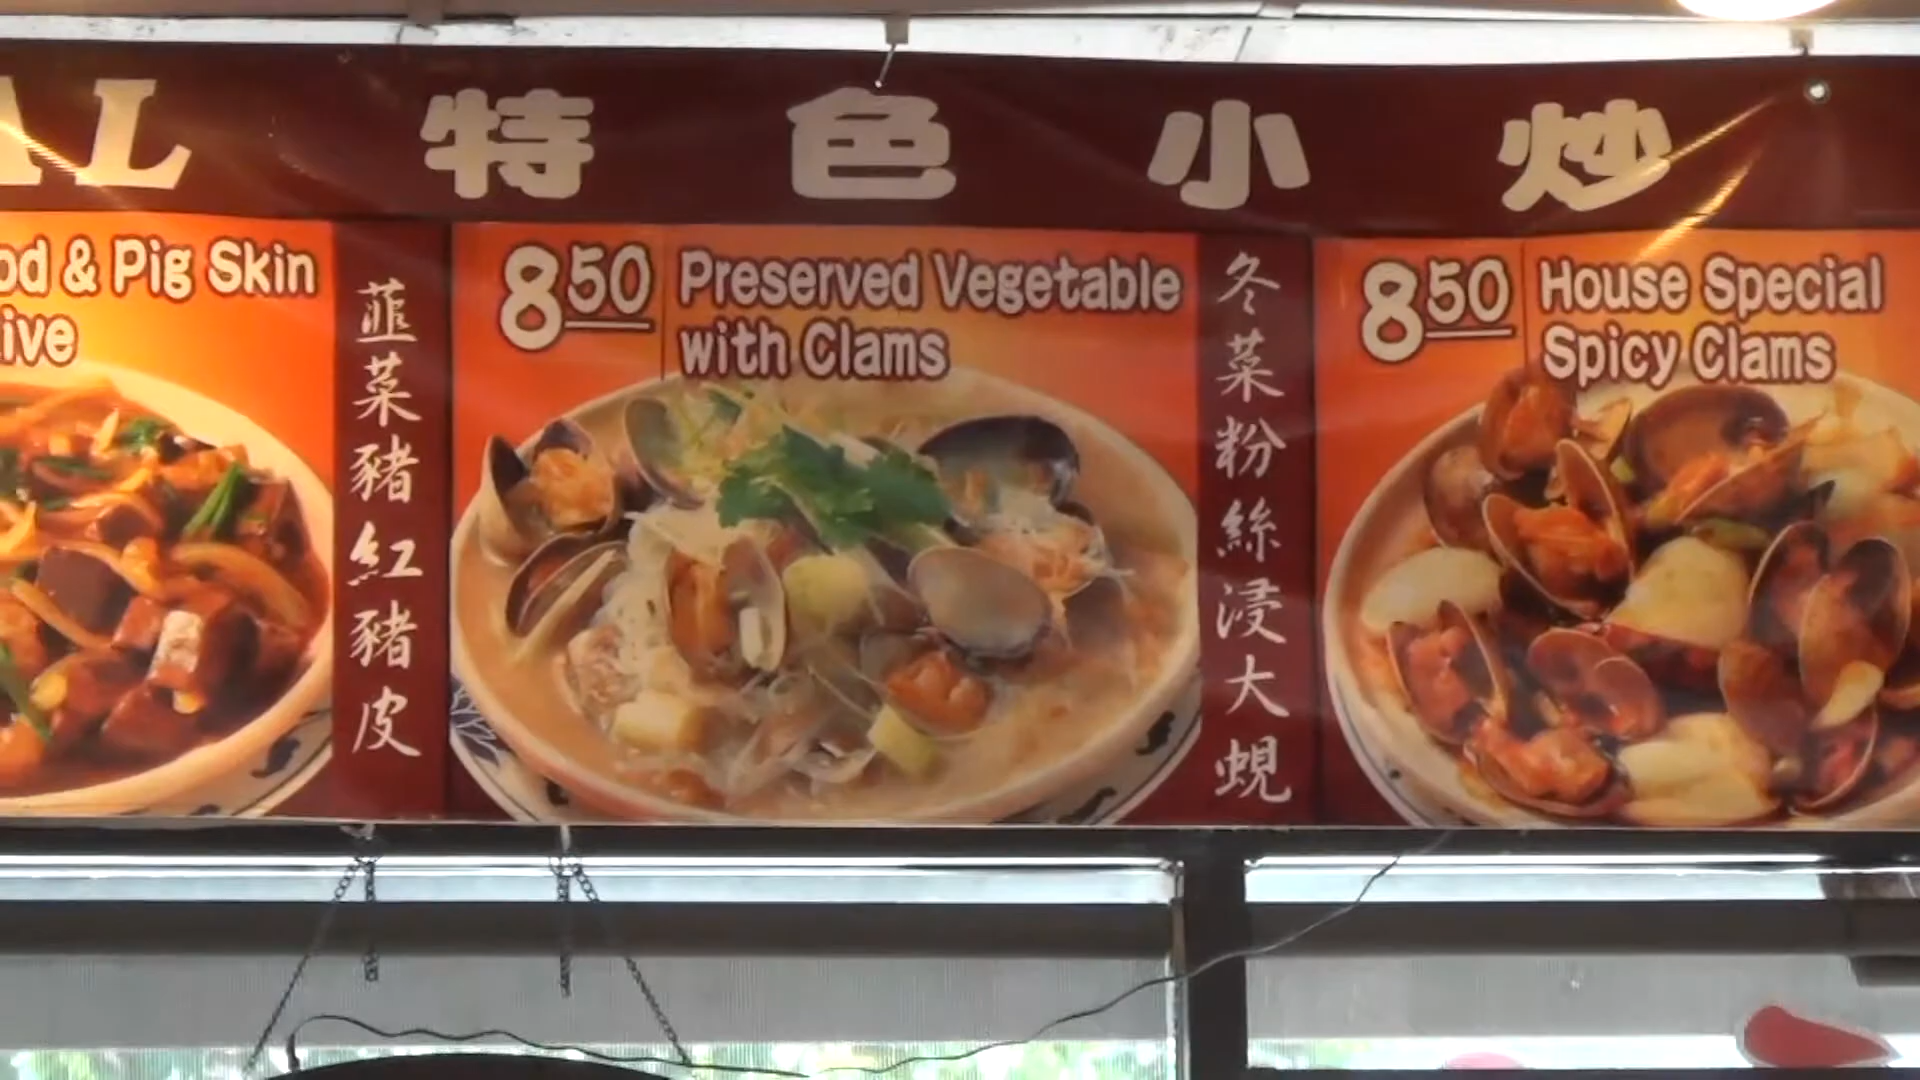 AL 特色小炒
od & Pig Skin
ive
韮菜豬紅豬皮
8 50
Preserved Vegetable
with Clams
冬菜粉絲浸大蜆
8 50
House Special
Spicy Clams